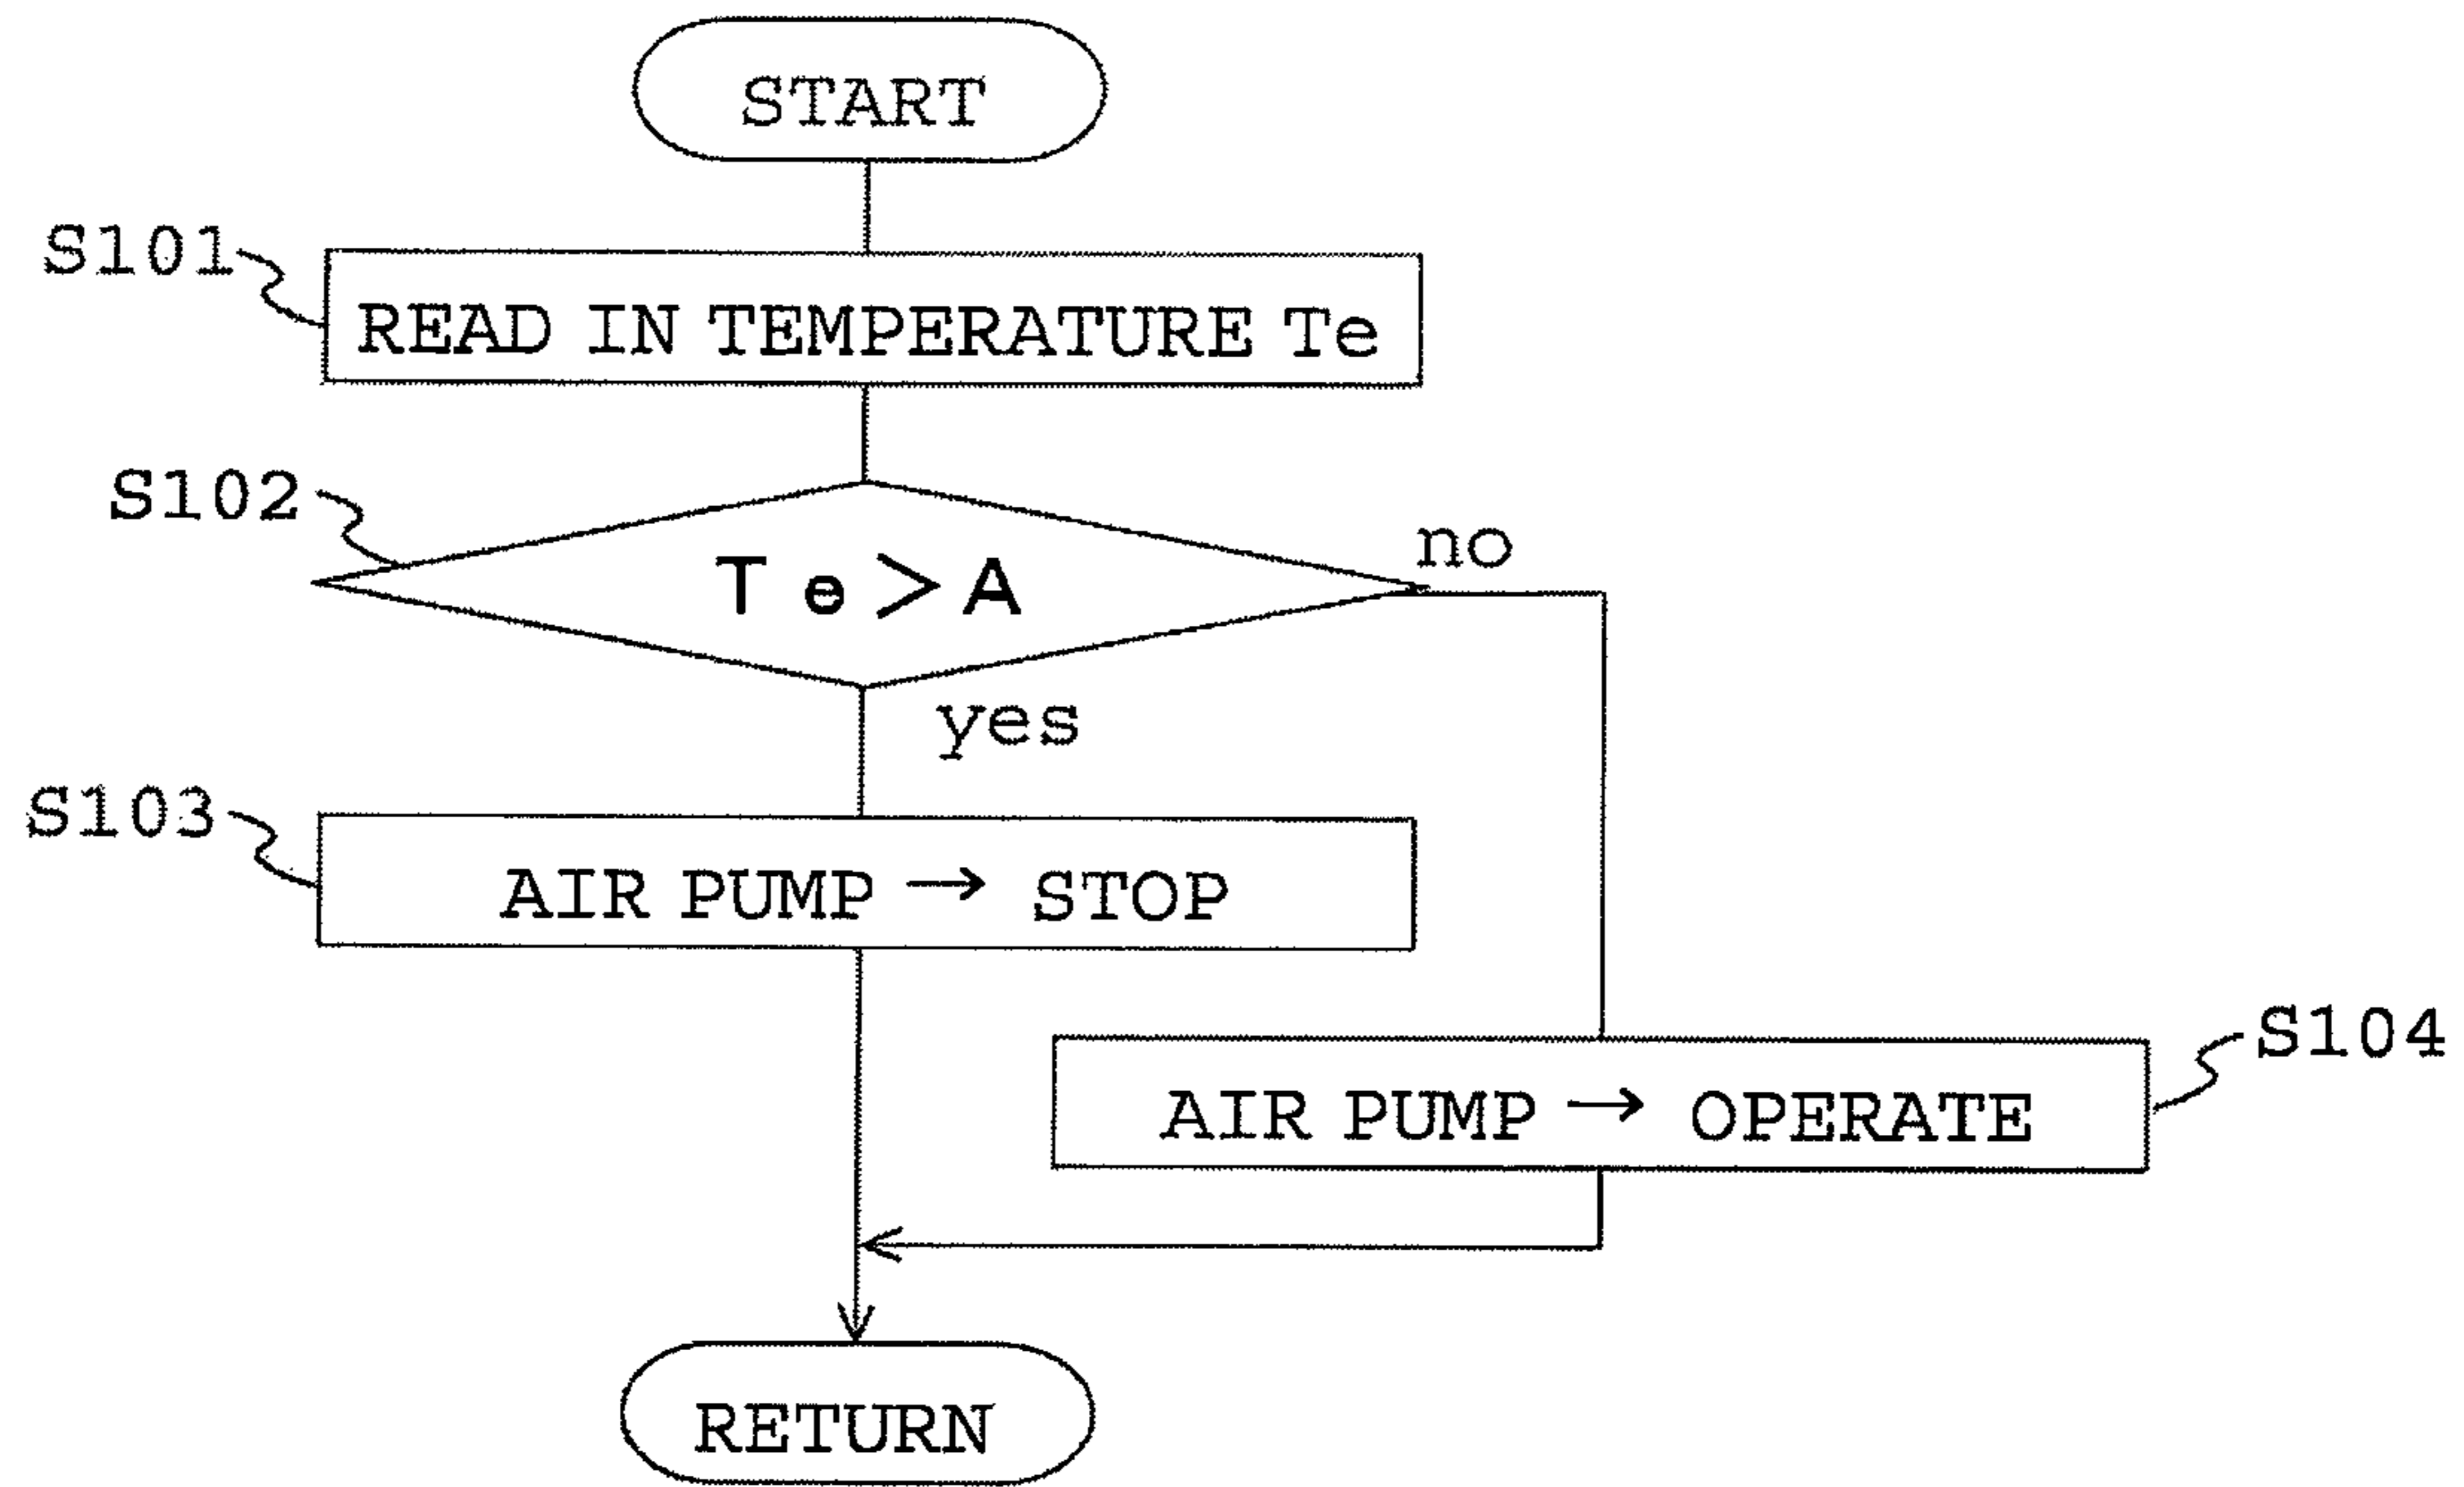 START
S101
READ IN TEMPERATURE Te
S102
Te>A
no
yes
S103
AIR PUMP → STOP
S104
AIR PUMP → OPERATE
RETURN